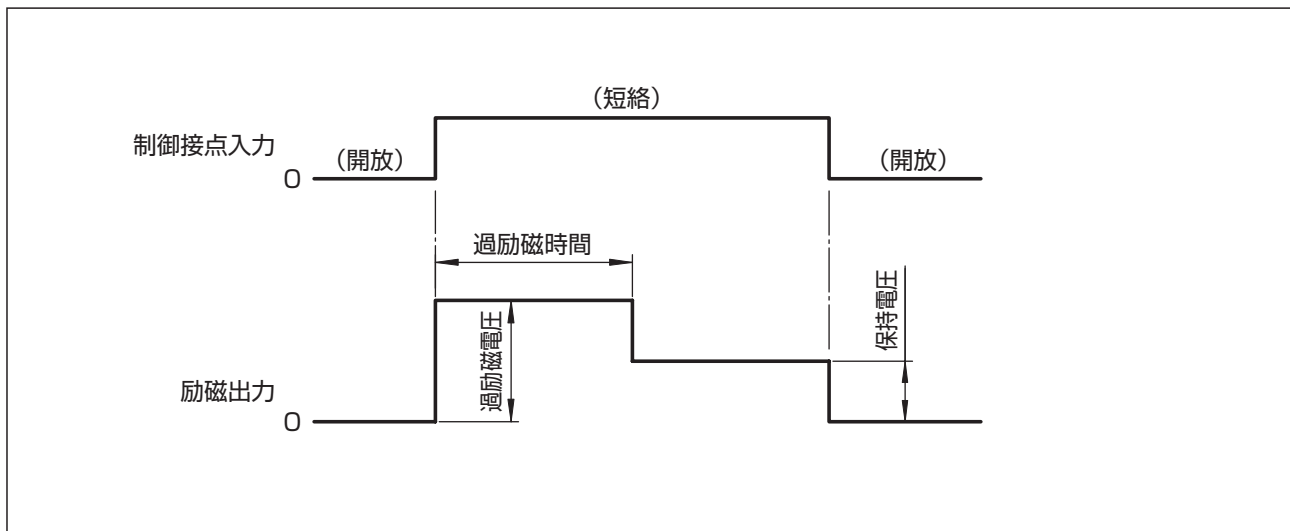 （短絡）
制御接点入力
（開放）
（開放）
0
過励磁時間
過励磁電圧
保持電圧
励磁出力
0